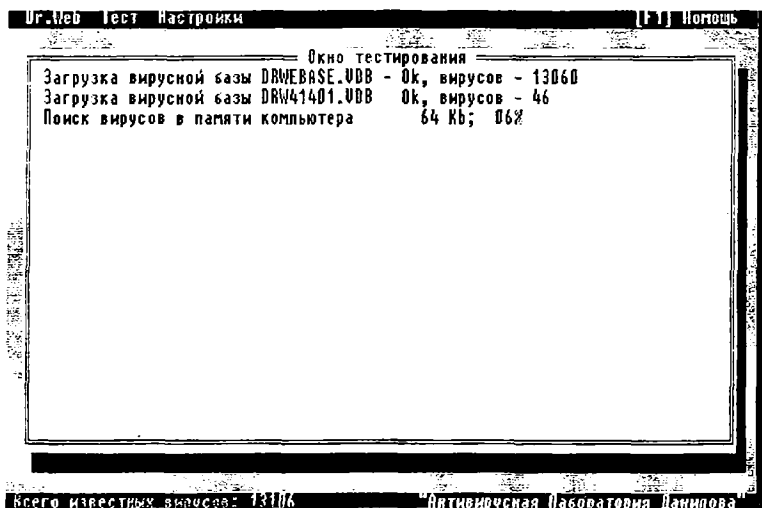 Dr.Web Тест Настройки [F1] Помощь
Окно тестирования
Загрузка вирусной базы DRWEBASE.VDB - Ok, вирусов - 13060
Загрузка вирусной базы DRW41401.VDB Ok, вирусов - 46
Поиск вирусов в памяти компьютера 64 Kb; 06%
Всего известных вирусов: 13106 "Антивирусная Лаборатория Данилова"